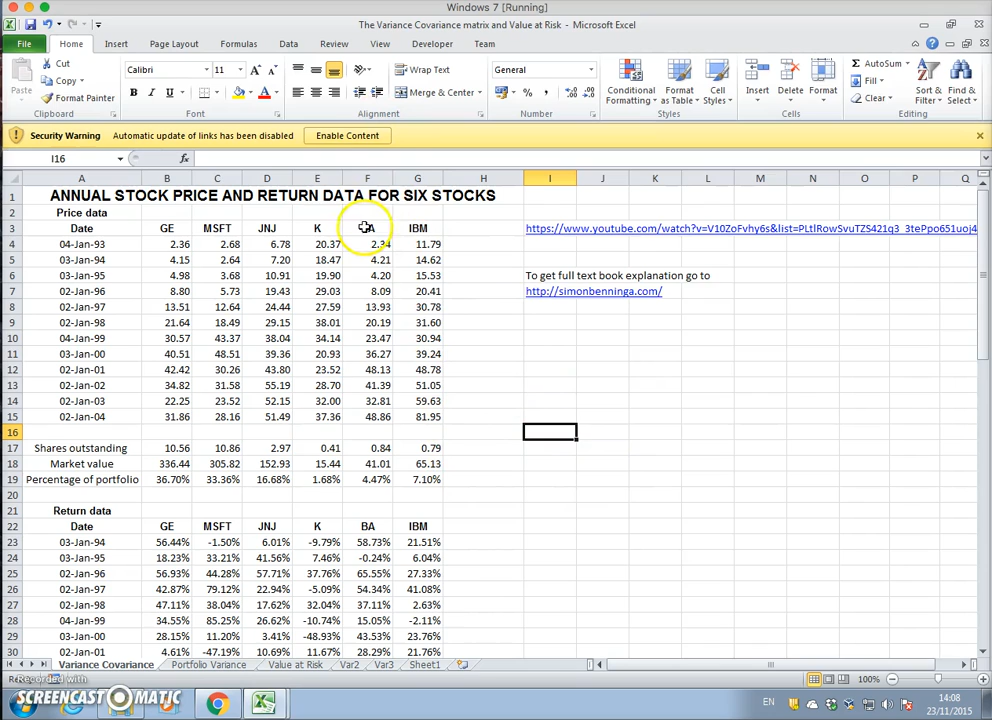 Windows 7 [Running]
The Variance Covariance matrix and Value at Risk - Microsoft Excel
File Home Insert Page Layout Formulas Data Review View Developer Team
Cut
Copy
Format Painter
Paste
Clipboard
Calibri 11
Font
Wrap Text
Merge & Center
Alignment
General
Number
Conditional Formatting
Format as Table
Cell Styles
Styles
Insert Delete Format
Cells
AutoSum
Fill
Clear
Sort & Filter
Find & Select
Editing
Security Warning Automatic update of links has been disabled Enable Content
I16 fx
A B C D E F G H I J K L M N O P Q
1 ANNUAL STOCK PRICE AND RETURN DATA FOR SIX STOCKS
2 Price data
3 Date GE MSFT JNJ K BA IBM https://www.youtube.com/watch?v=V10ZoFvhy6s&list=PLtlRowSvuTZS421q3_3tePpo651uoj4
4 04-Jan-93 2.36 2.68 6.78 20.37 2.34 11.79
5 03-Jan-94 4.15 2.64 7.20 18.47 4.21 14.62
6 03-Jan-95 4.98 3.68 10.91 19.90 4.20 15.53 To get full text book explanation go to
7 02-Jan-96 8.80 5.73 19.43 29.03 8.09 20.41 http://simonbenninga.com/
8 02-Jan-97 13.51 12.64 24.44 27.59 13.93 30.78
9 02-Jan-98 21.64 18.49 29.15 38.01 20.19 31.60
10 04-Jan-99 30.57 43.37 38.04 34.14 23.47 30.94
11 03-Jan-00 40.51 48.51 39.36 20.93 36.27 39.24
12 02-Jan-01 42.42 30.26 43.80 23.52 48.13 48.78
13 02-Jan-02 34.82 31.58 55.19 28.70 41.39 51.05
14 02-Jan-03 22.25 23.52 52.15 32.00 32.81 59.63
15 02-Jan-04 31.86 28.16 51.49 37.36 48.86 81.95
16
17 Shares outstanding 10.56 10.86 2.97 0.41 0.84 0.79
18 Market value 336.44 305.82 152.93 15.44 41.01 65.13
19 Percentage of portfolio 36.70% 33.36% 16.68% 1.68% 4.47% 7.10%
20
21 Return data
22 Date GE MSFT JNJ K BA IBM
23 03-Jan-94 56.44% -1.50% 6.01% -9.79% 58.73% 21.51%
24 03-Jan-95 18.23% 33.21% 41.56% 7.46% -0.24% 6.04%
25 02-Jan-96 56.93% 44.28% 57.71% 37.76% 65.55% 27.33%
26 02-Jan-97 42.87% 79.12% 22.94% -5.09% 54.34% 41.08%
27 02-Jan-98 47.11% 38.04% 17.62% 32.04% 37.11% 2.63%
28 04-Jan-99 34.55% 85.25% 26.62% -10.74% 15.05% -2.11%
29 03-Jan-00 28.15% 11.20% 3.41% -48.93% 43.53% 23.76%
30 02-Jan-01 4.61% -47.19% 10.69% 11.67% 28.29% 21.76%
Variance Covariance Portfolio Variance Value at Risk Var2 Var3 Sheet1
100%
Recorded with
SCREENCAST-O-MATIC
EN
14:08
23/11/2015